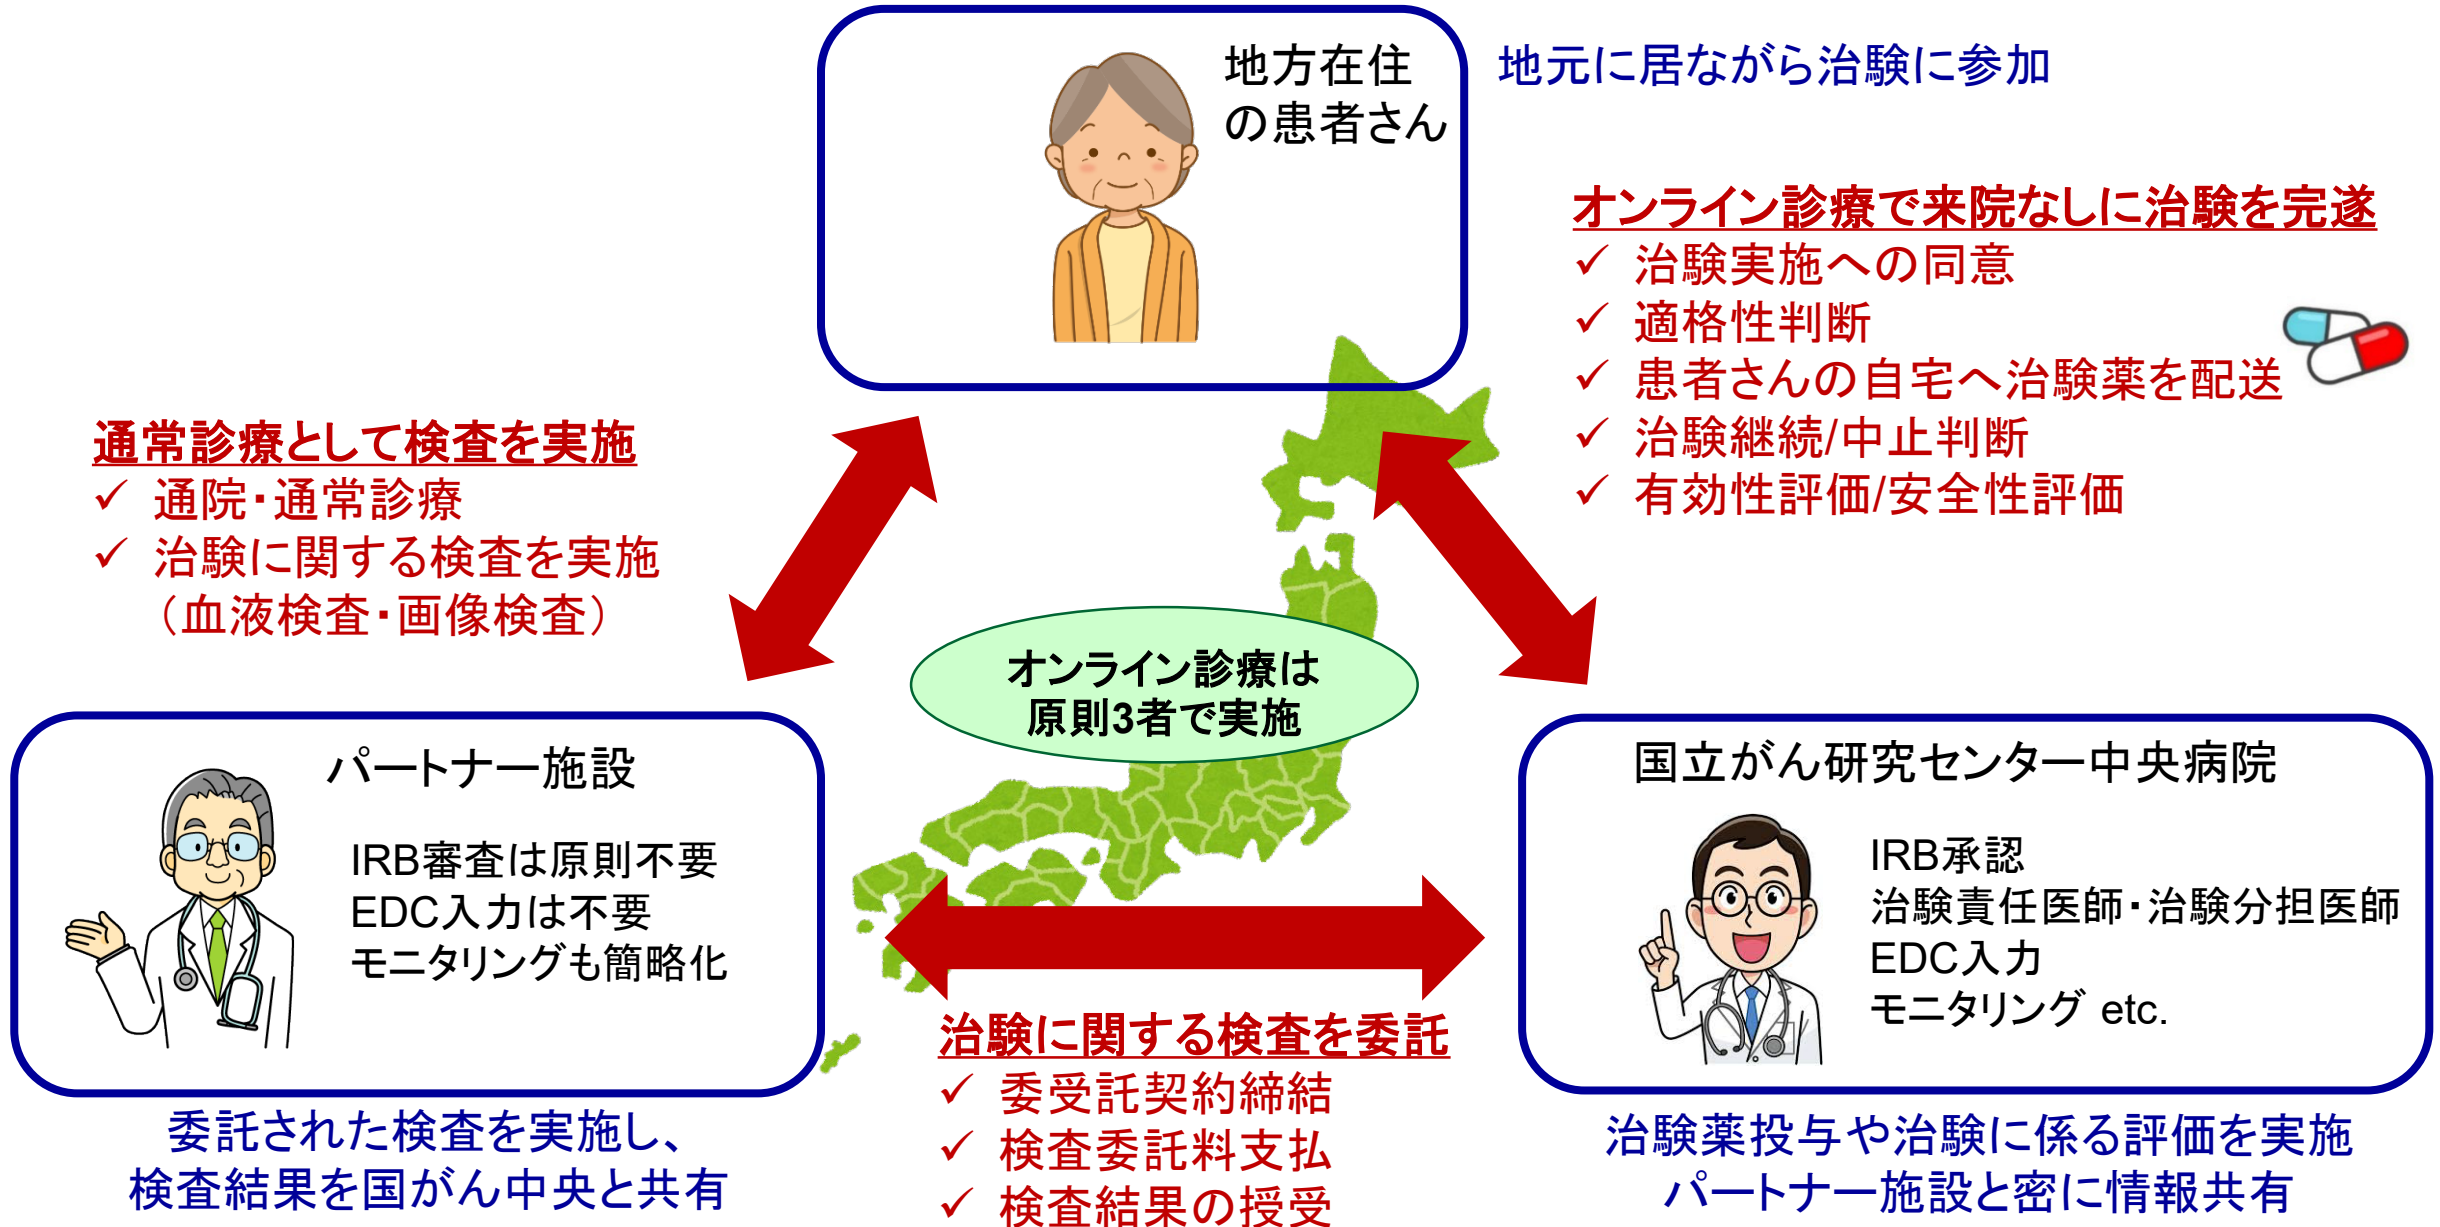 地方在住
の患者さん
地元に居ながら治験に参加
オンライン診療で来院なしに治験を完遂
✓ 治験実施への同意
✓ 適格性判断
✓ 患者さんの自宅へ治験薬を配送
✓ 治験継続/中止判断
✓ 有効性評価/安全性評価
通常診療として検査を実施
✓ 通院・通常診療
✓ 治験に関する検査を実施
（血液検査・画像検査）
オンライン診療は
原則3者で実施
パートナー施設
IRB審査は原則不要
EDC入力は不要
モニタリングも簡略化
委託された検査を実施し、
検査結果を国がん中央と共有
治験に関する検査を委託
✓ 委受託契約締結
✓ 検査委託料支払
✓ 検査結果の授受
国立がん研究センター中央病院
IRB承認
治験責任医師・治験分担医師
EDC入力
モニタリング etc.
治験薬投与や治験に係る評価を実施
パートナー施設と密に情報共有